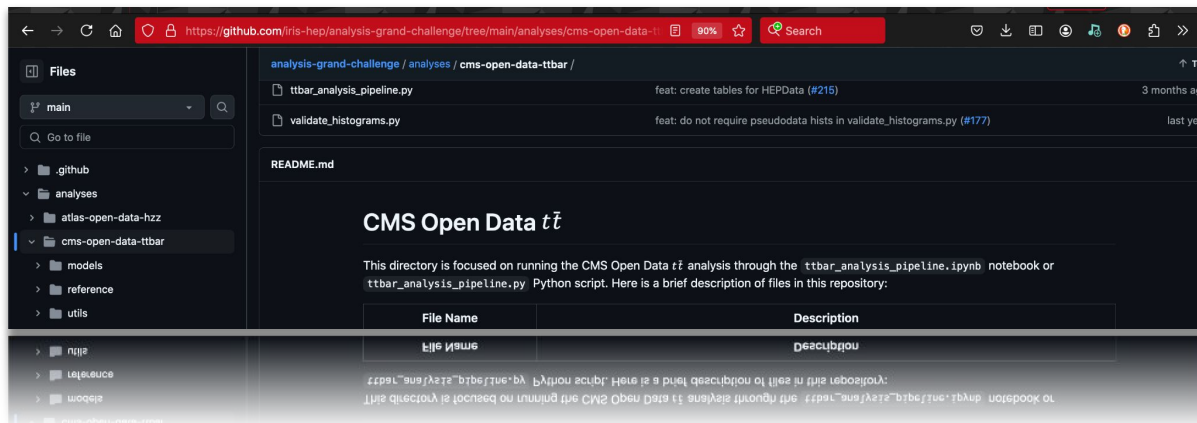 https://github.com/iris-hep/analysis-grand-challenge/tree/main/analyses/cms-open-data-tt
90%
Search
Files
main
Go to file
.github
analyses
atlas-open-data-hzz
cms-open-data-ttbar
models
reference
utils
analysis-grand-challenge / analyses / cms-open-data-ttbar /
ttbar_analysis_pipeline.py feat: create tables for HEPData (#215) 3 months a
validate_histograms.py feat: do not require pseudodata hists in validate_histograms.py (#177) last ye
README.md
CMS Open Data tt̄
This directory is focused on running the CMS Open Data tt̄ analysis through the ttbar_analysis_pipeline.ipynb notebook or
ttbar_analysis_pipeline.py Python script. Here is a brief description of files in this repository:
File Name Description